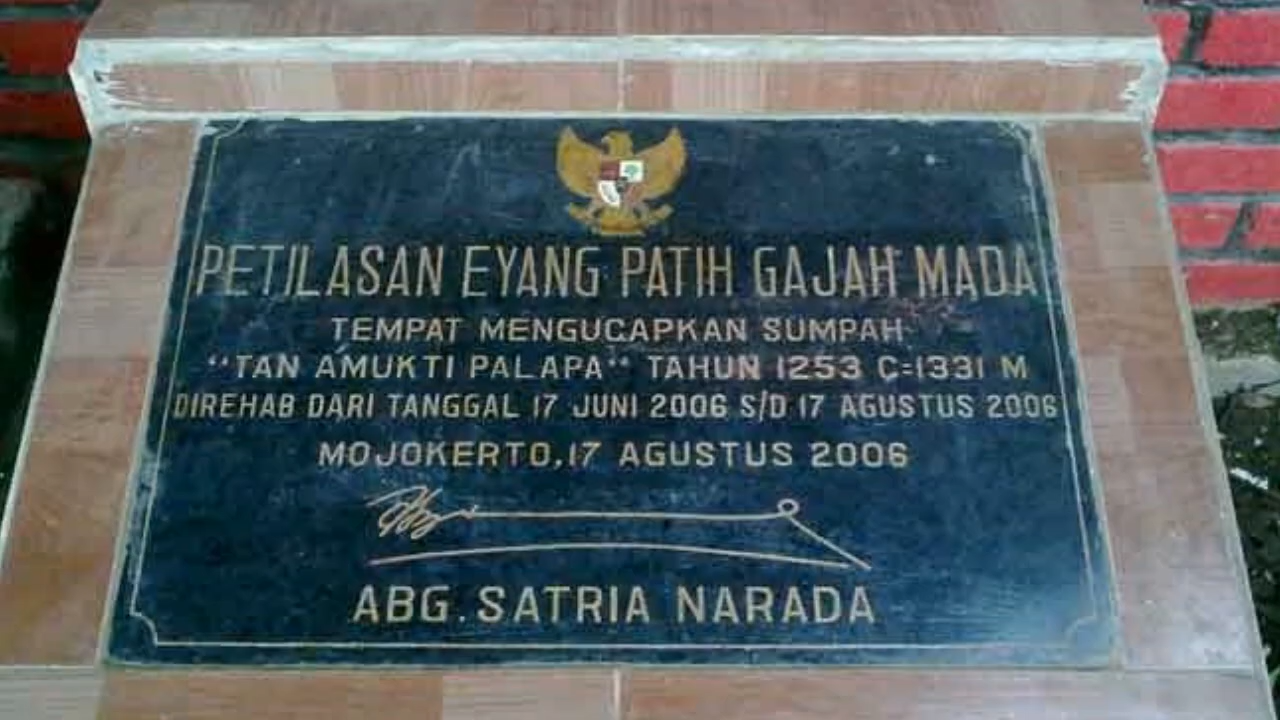 PETILASAN EYANG PATIH GAJAH MADA
TEMPAT MENGUCAPKAN SUMPAH
"TAN AMUKTI PALAPA" TAHUN 1253 C=1331 M
DIREHAB DARI TANGGAL 17 JUNI 2006 S/D 17 AGUSTUS 2006
MOJOKERTO,17 AGUSTUS 2006
ABG. SATRIA NARADA